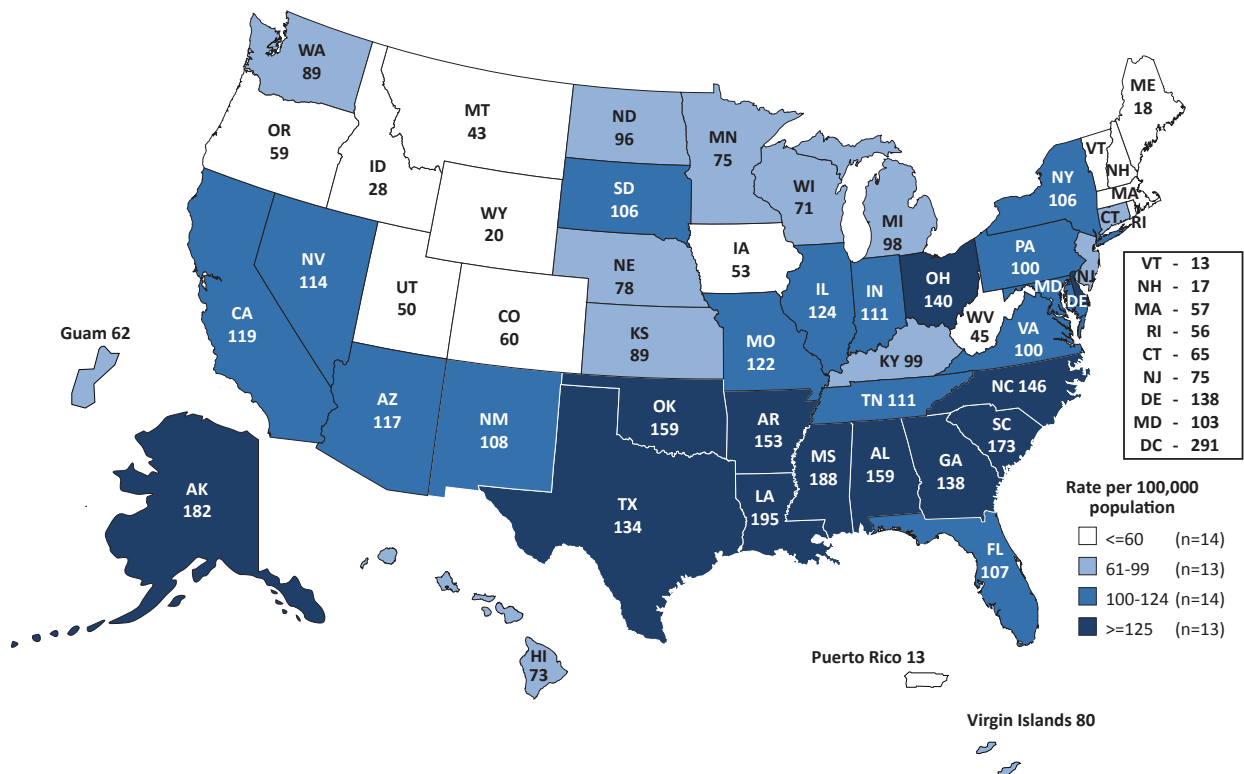 WA
89
OR
59
ID
28
MT
43
ND
96
MN
75
WI
71
MI
98
SD
106
WY
20
NE
78
IA
53
NV
114
CA
119
UT
50
CO
60
KS
89
MO
122
IL
124
IN
111
OH
140
WV
45
KY 99
VA
100
PA
100
NY
106
ME
18
VT
NH
MA
RI
CT
NJ
MD
DE
VT - 13
NH - 17
MA - 57
RI - 56
CT - 65
NJ - 75
DE - 138
MD - 103
DC - 291
Guam 62
AZ
117
NM
108
OK
159
AR
153
TN 111
NC 146
SC
173
MS
188
AL
159
GA
138
TX
134
LA
195
FL
107
AK
182
HI
73
Rate per 100,000
population
<=60 (n=14)
61-99 (n=13)
100-124 (n=14)
>=125 (n=13)
Puerto Rico 13
Virgin Islands 80